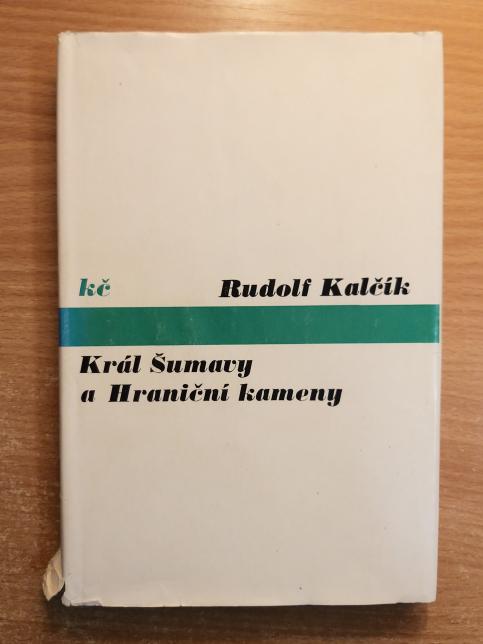 kč
Rudolf Kalčík
Král Šumavy
a Hraniční kameny